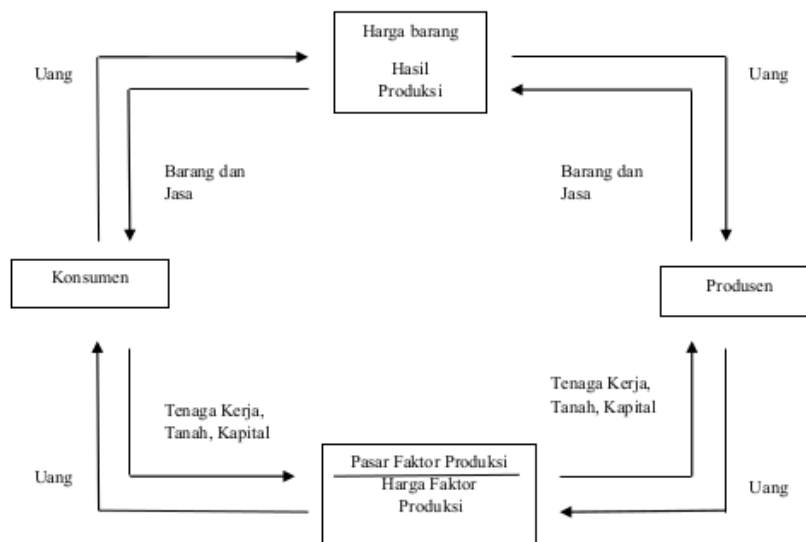 Harga barang
Hasil
Produksi
Uang
Uang
Barang dan
Jasa
Barang dan
Jasa
Konsumen
Produsen
Tenaga Kerja,
Tanah, Kapital
Tenaga Kerja,
Tanah, Kapital
Uang
Pasar Faktor Produksi
Harga Faktor
Produksi
Uang